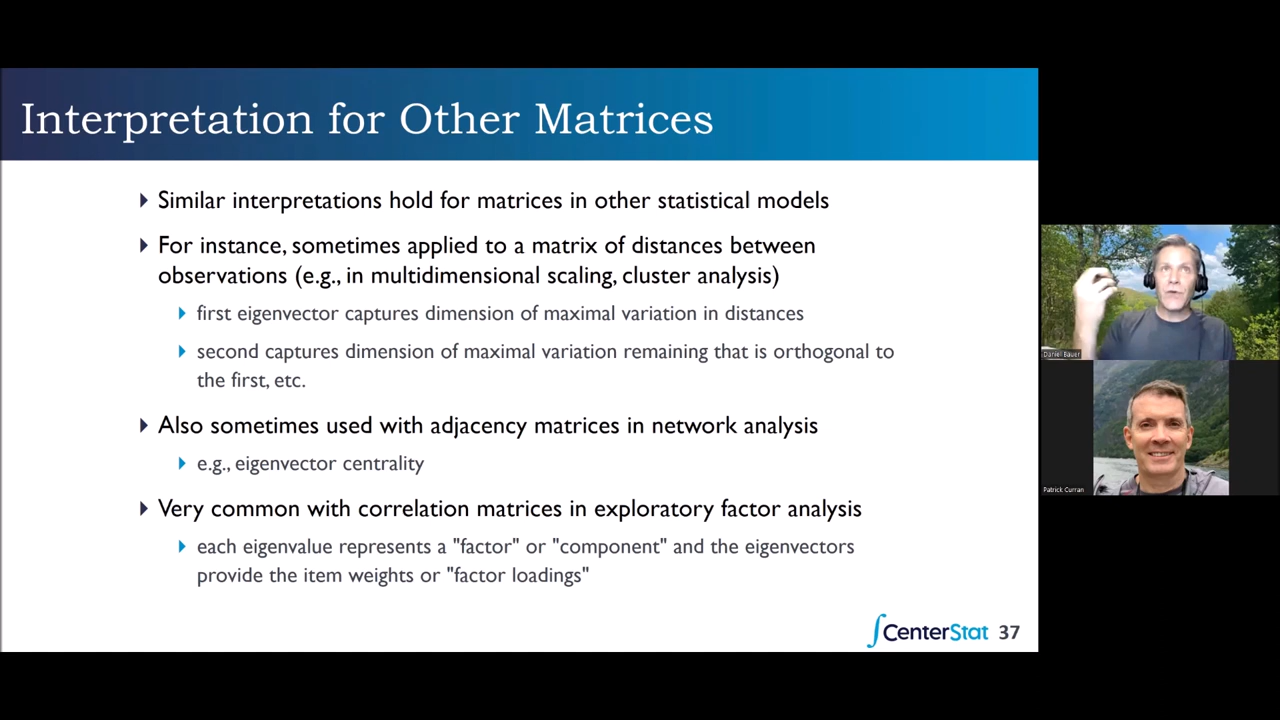 Interpretation for Other Matrices
Similar interpretations hold for matrices in other statistical models
For instance, sometimes applied to a matrix of distances between
observations (e.g., in multidimensional scaling, cluster analysis)
first eigenvector captures dimension of maximal variation in distances
second captures dimension of maximal variation remaining that is orthogonal to
the first, etc.
Also sometimes used with adjacency matrices in network analysis
e.g., eigenvector centrality
Very common with correlation matrices in exploratory factor analysis
each eigenvalue represents a "factor" or "component" and the eigenvectors
provide the item weights or "factor loadings"
∫CenterStat 37
Daniel Bauer
Patrick Curran